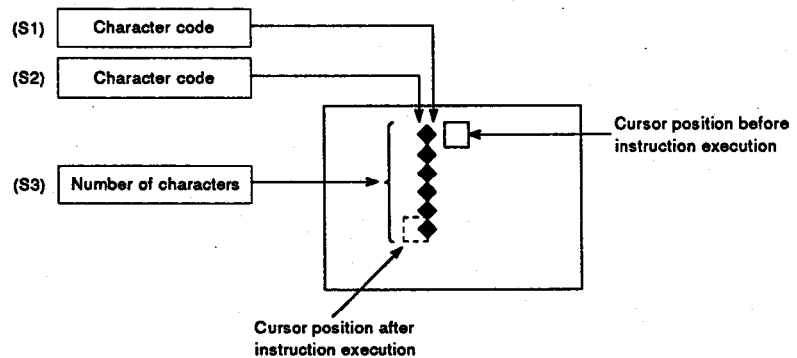 (S1) Character code
(S2) Character code
Cursor position before
instruction execution
(S3) Number of characters
Cursor position after
instruction execution